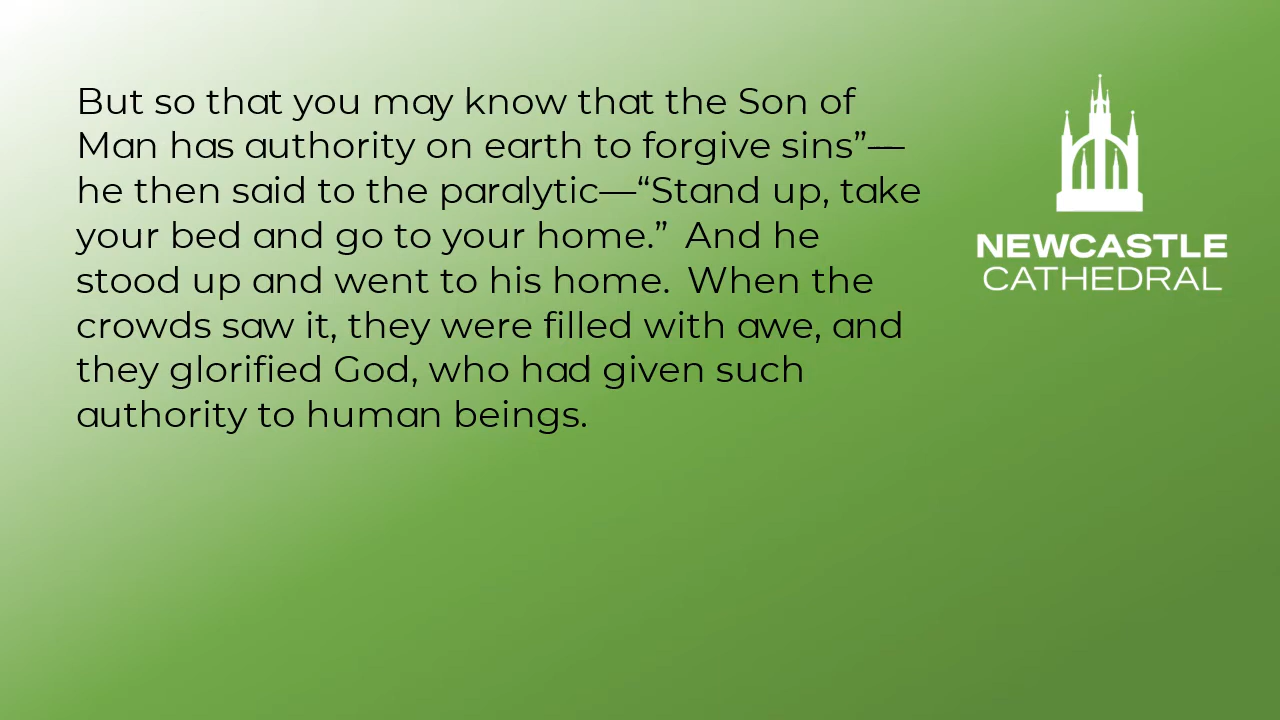 But so that you may know that the Son of
Man has authority on earth to forgive sins”—
he then said to the paralytic—“Stand up, take
your bed and go to your home.”  And he
stood up and went to his home.  When the
crowds saw it, they were filled with awe, and
they glorified God, who had given such
authority to human beings.
NEWCASTLE
CATHEDRAL